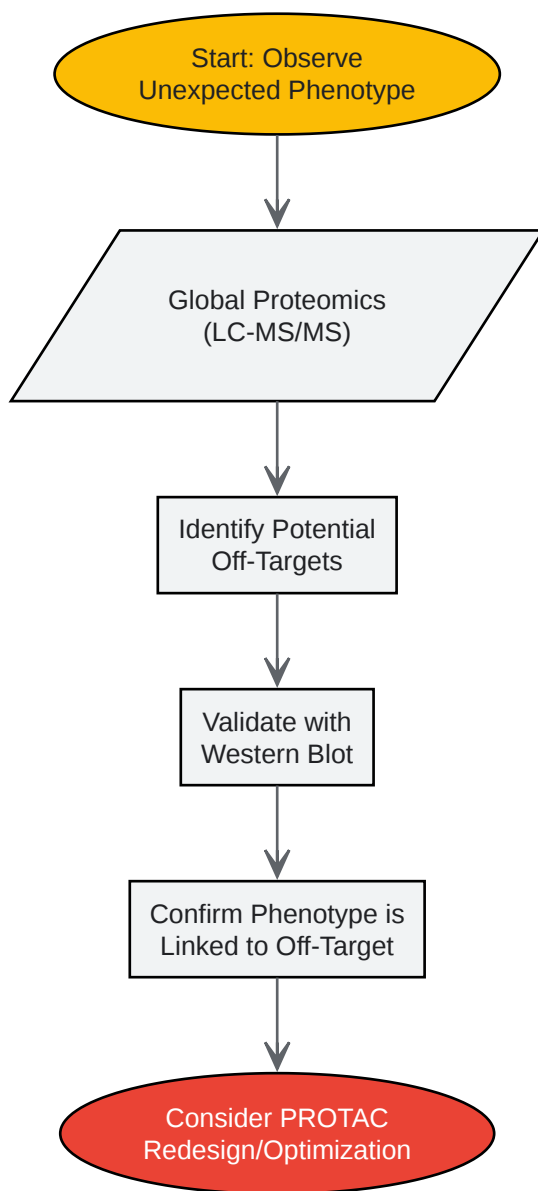 Start: Observe
Unexpected Phenotype
Global Proteomics
(LC-MS/MS)
Identify Potential
Off-Targets
Validate with
Western Blot
Confirm Phenotype is
Linked to Off-Target
Consider PROTAC
Redesign/Optimization